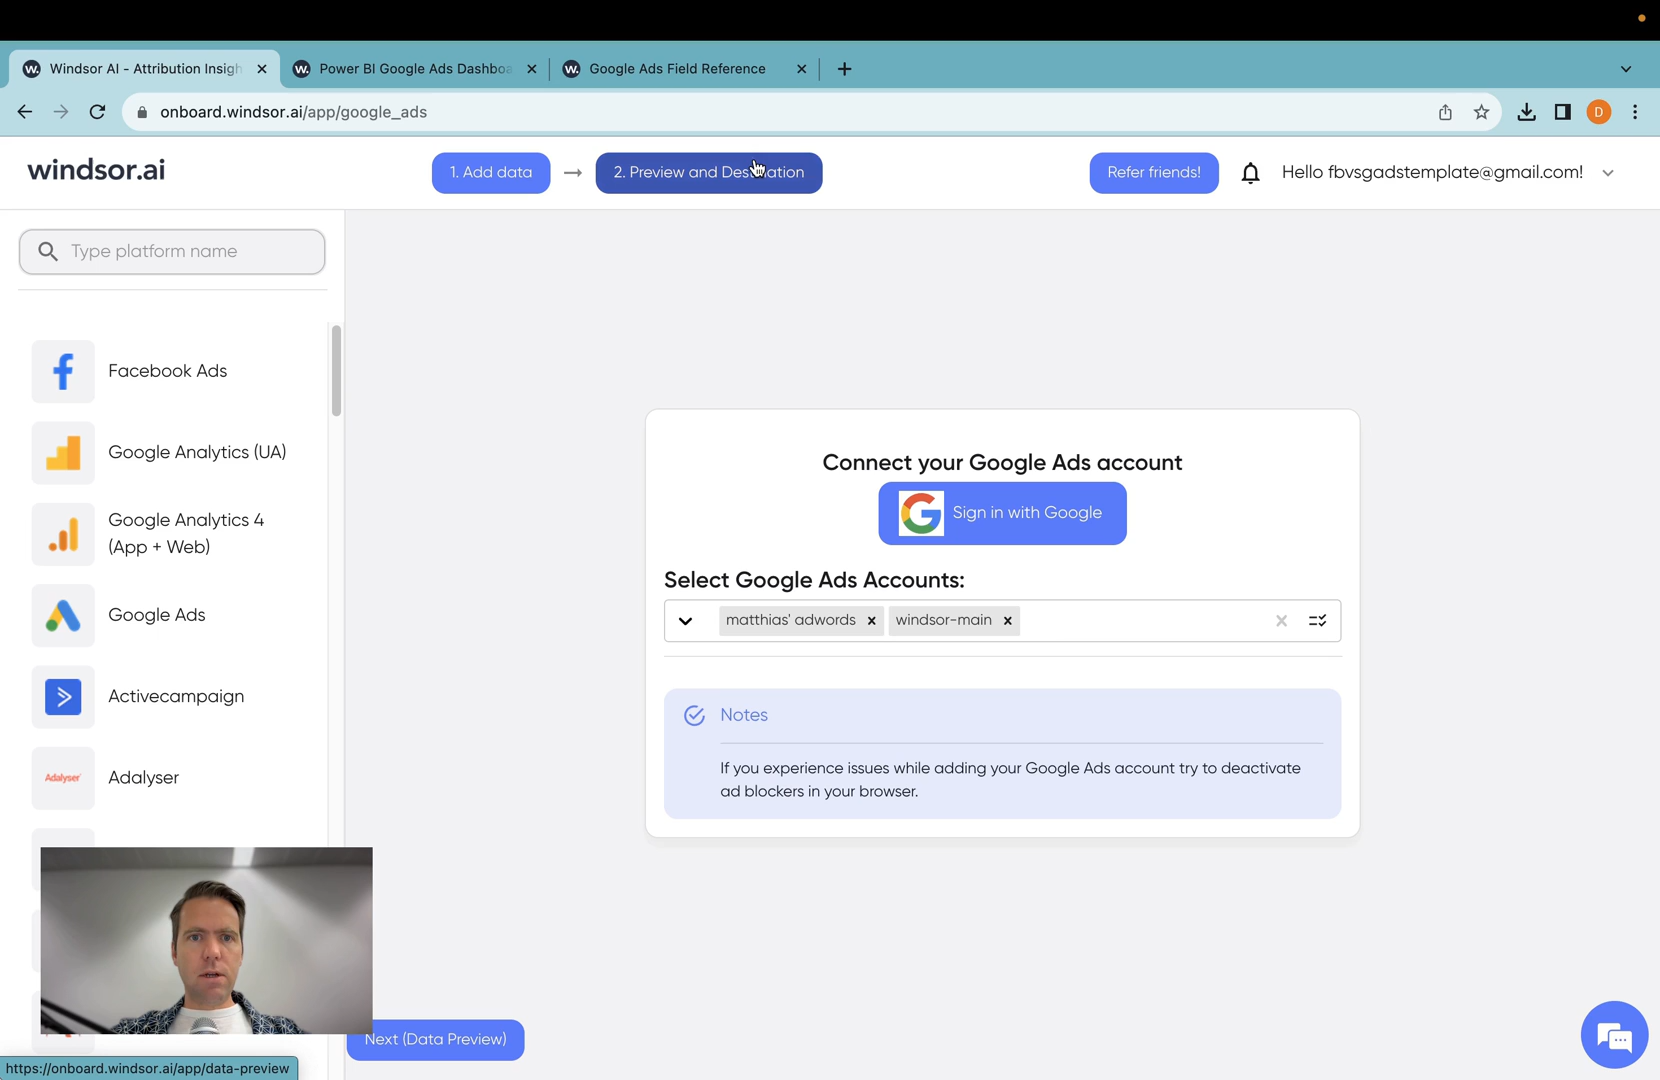 Windsor AI - Attribution Insigh
Power BI Google Ads Dashboa
Google Ads Field Reference
onboard.windsor.ai/app/google_ads
D
windsor.ai
1. Add data
2. Preview and Destination
Refer friends!
Hello fbvsgadstemplate@gmail.com!
Type platform name
Facebook Ads
Google Analytics (UA)
Google Analytics 4
(App + Web)
Google Ads
Activecampaign
Adalyser
Adalyser
Connect your Google Ads account
Sign in with Google
Select Google Ads Accounts:
matthias' adwords
windsor-main
Notes
If you experience issues while adding your Google Ads account try to deactivate
ad blockers in your browser.
Next (Data Preview)
https://onboard.windsor.ai/app/data-preview